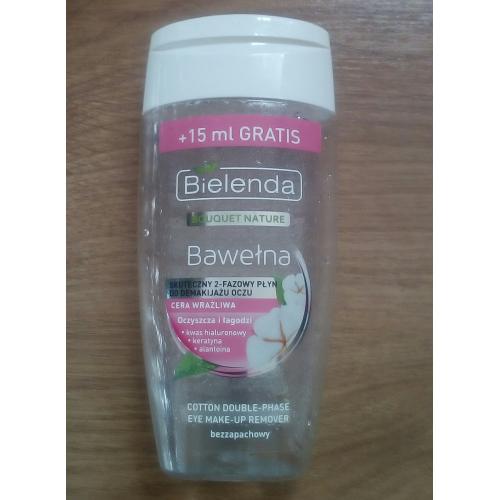 +15 ml GRATIS
Bielenda
BOUQUET NATURE
Bawełna
SKUTECZNY 2-FAZOWY PŁYN
DO DEMAKIJAŻU OCZU
CERA WRAŻLIWA
Oczyszcza i łagodzi
• kwas hialuronowy
• keratyna
• alantoina
COTTON DOUBLE-PHASE
EYE MAKE-UP REMOVER
bezzapachowy